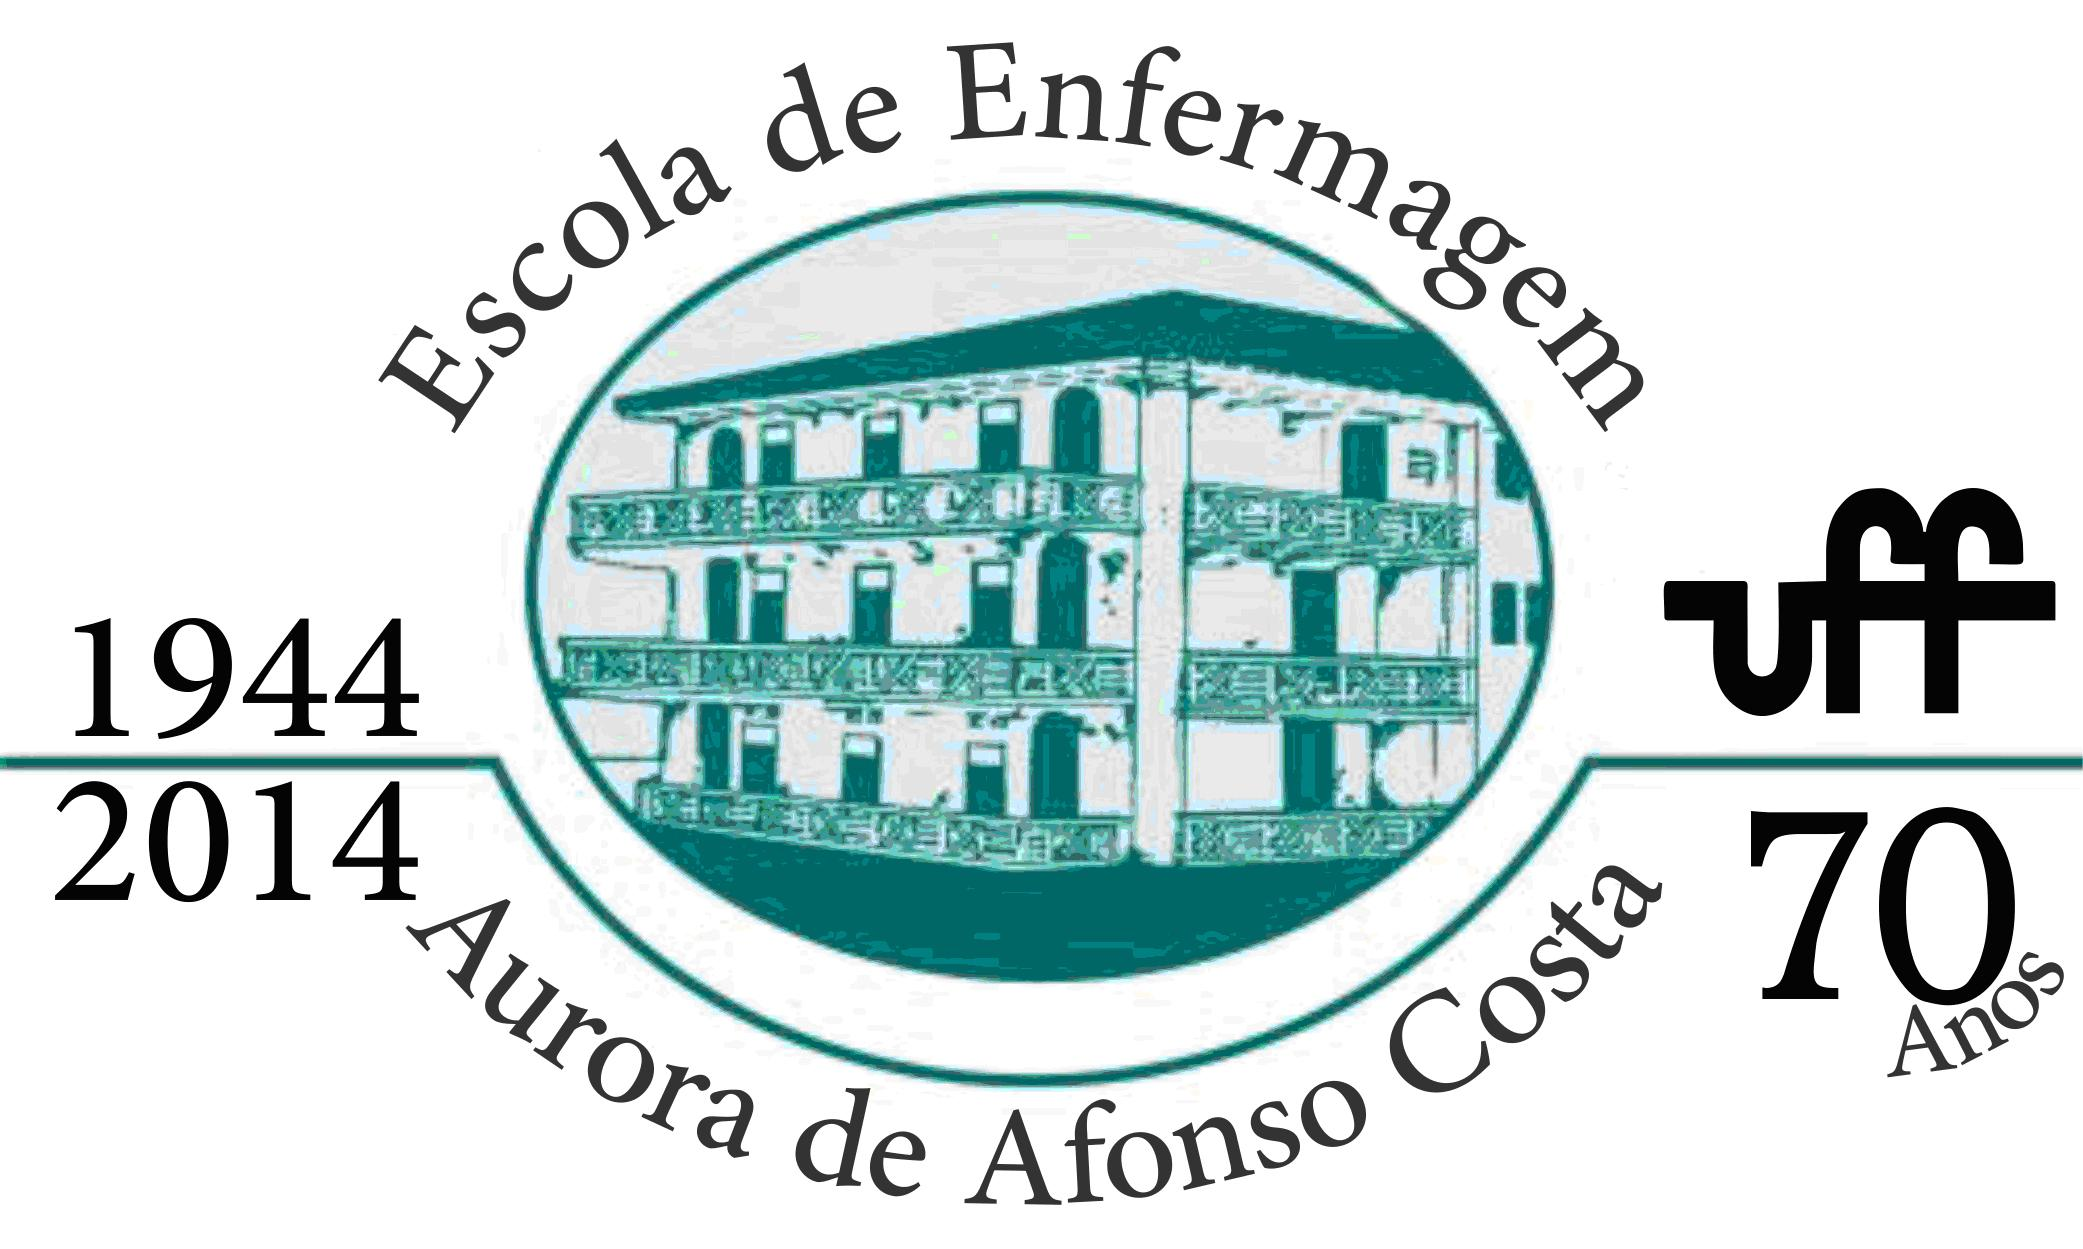 Escola de Enfermagem
1944
2014
uff
70
Anos
Aurora de Afonso Costa